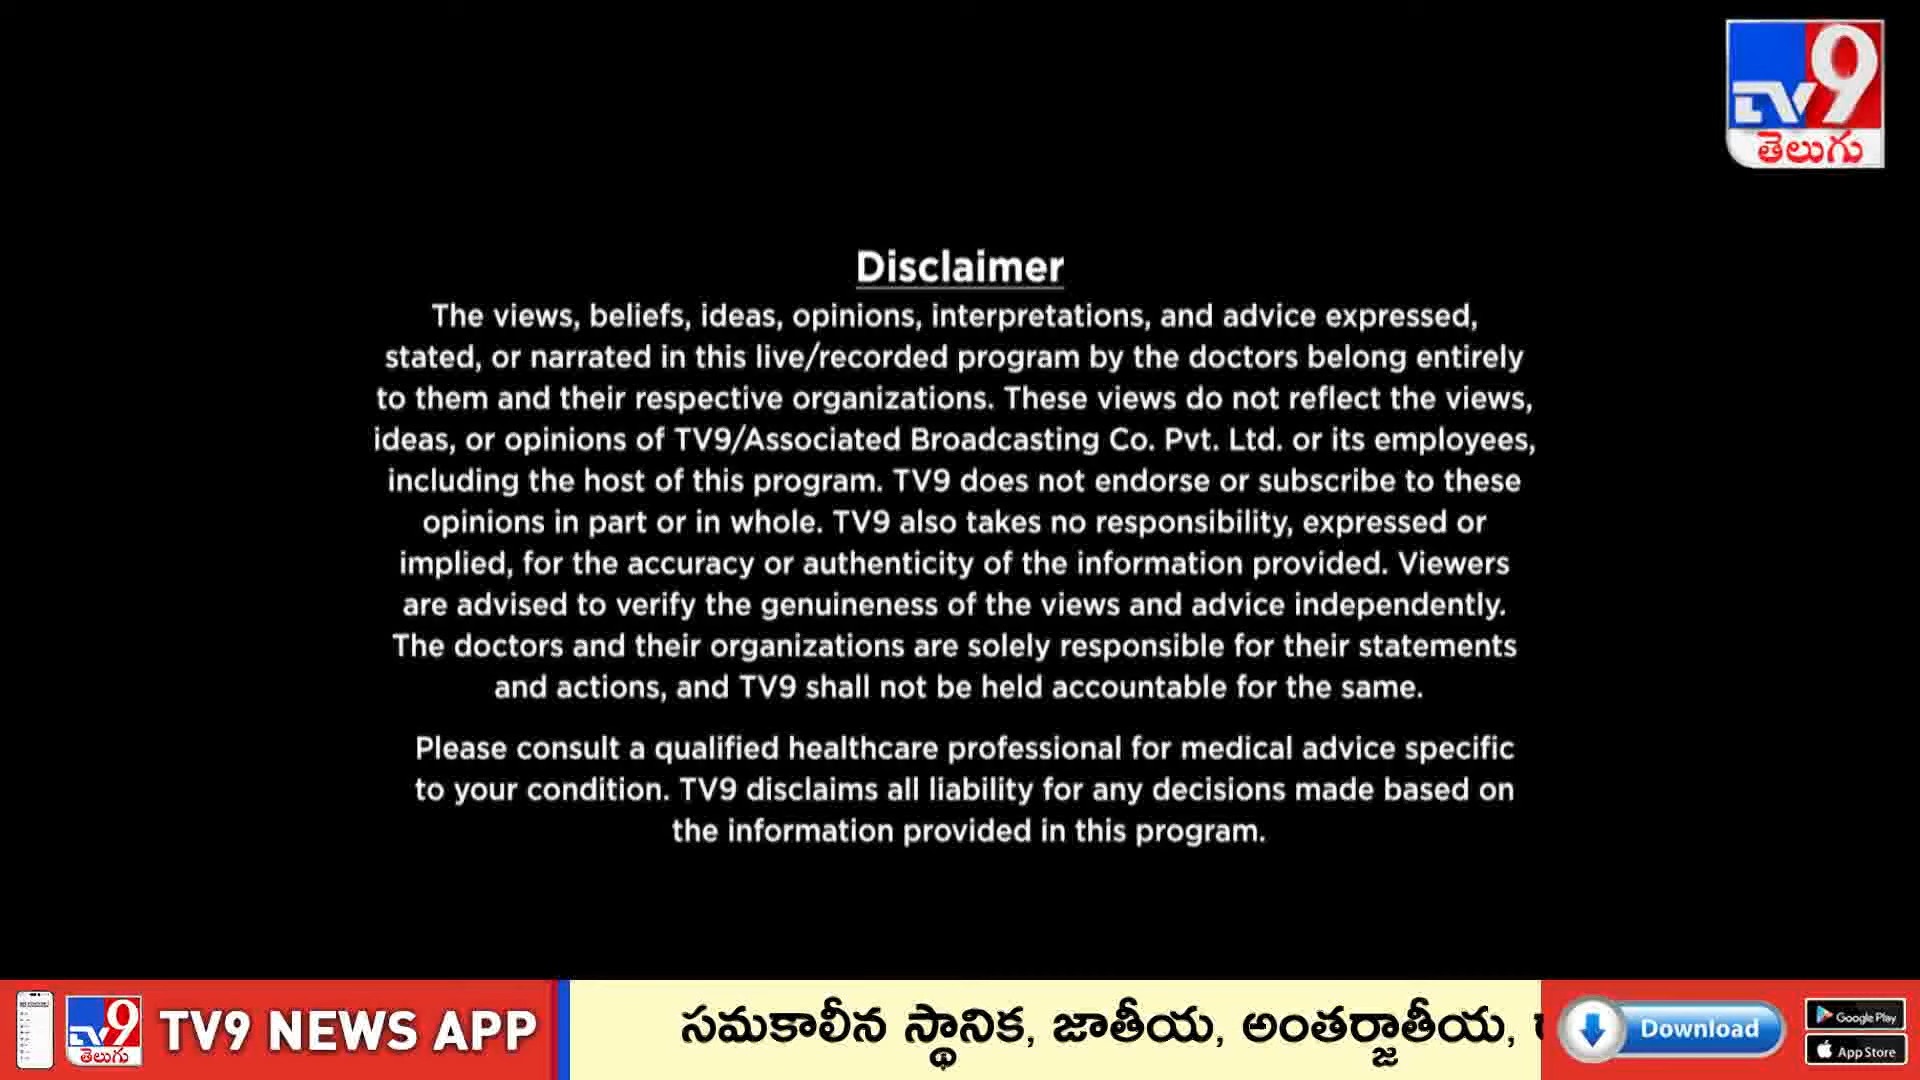 TV9
తెలుగు
Disclaimer
The views, beliefs, ideas, opinions, interpretations, and advice expressed,
stated, or narrated in this live/recorded program by the doctors belong entirely
to them and their respective organizations. These views do not reflect the views,
ideas, or opinions of TV9/Associated Broadcasting Co. Pvt. Ltd. or its employees,
including the host of this program. TV9 does not endorse or subscribe to these
opinions in part or in whole. TV9 also takes no responsibility, expressed or
implied, for the accuracy or authenticity of the information provided. Viewers
are advised to verify the genuineness of the views and advice independently.
The doctors and their organizations are solely responsible for their statements
and actions, and TV9 shall not be held accountable for the same.
Please consult a qualified healthcare professional for medical advice specific
to your condition. TV9 disclaims all liability for any decisions made based on
the information provided in this program.
TV9
తెలుగు
TV9 NEWS APP
సమకాలీన స్థానిక, జాతీయ, అంతర్జాతీయ,
Download
Google Play
App Store